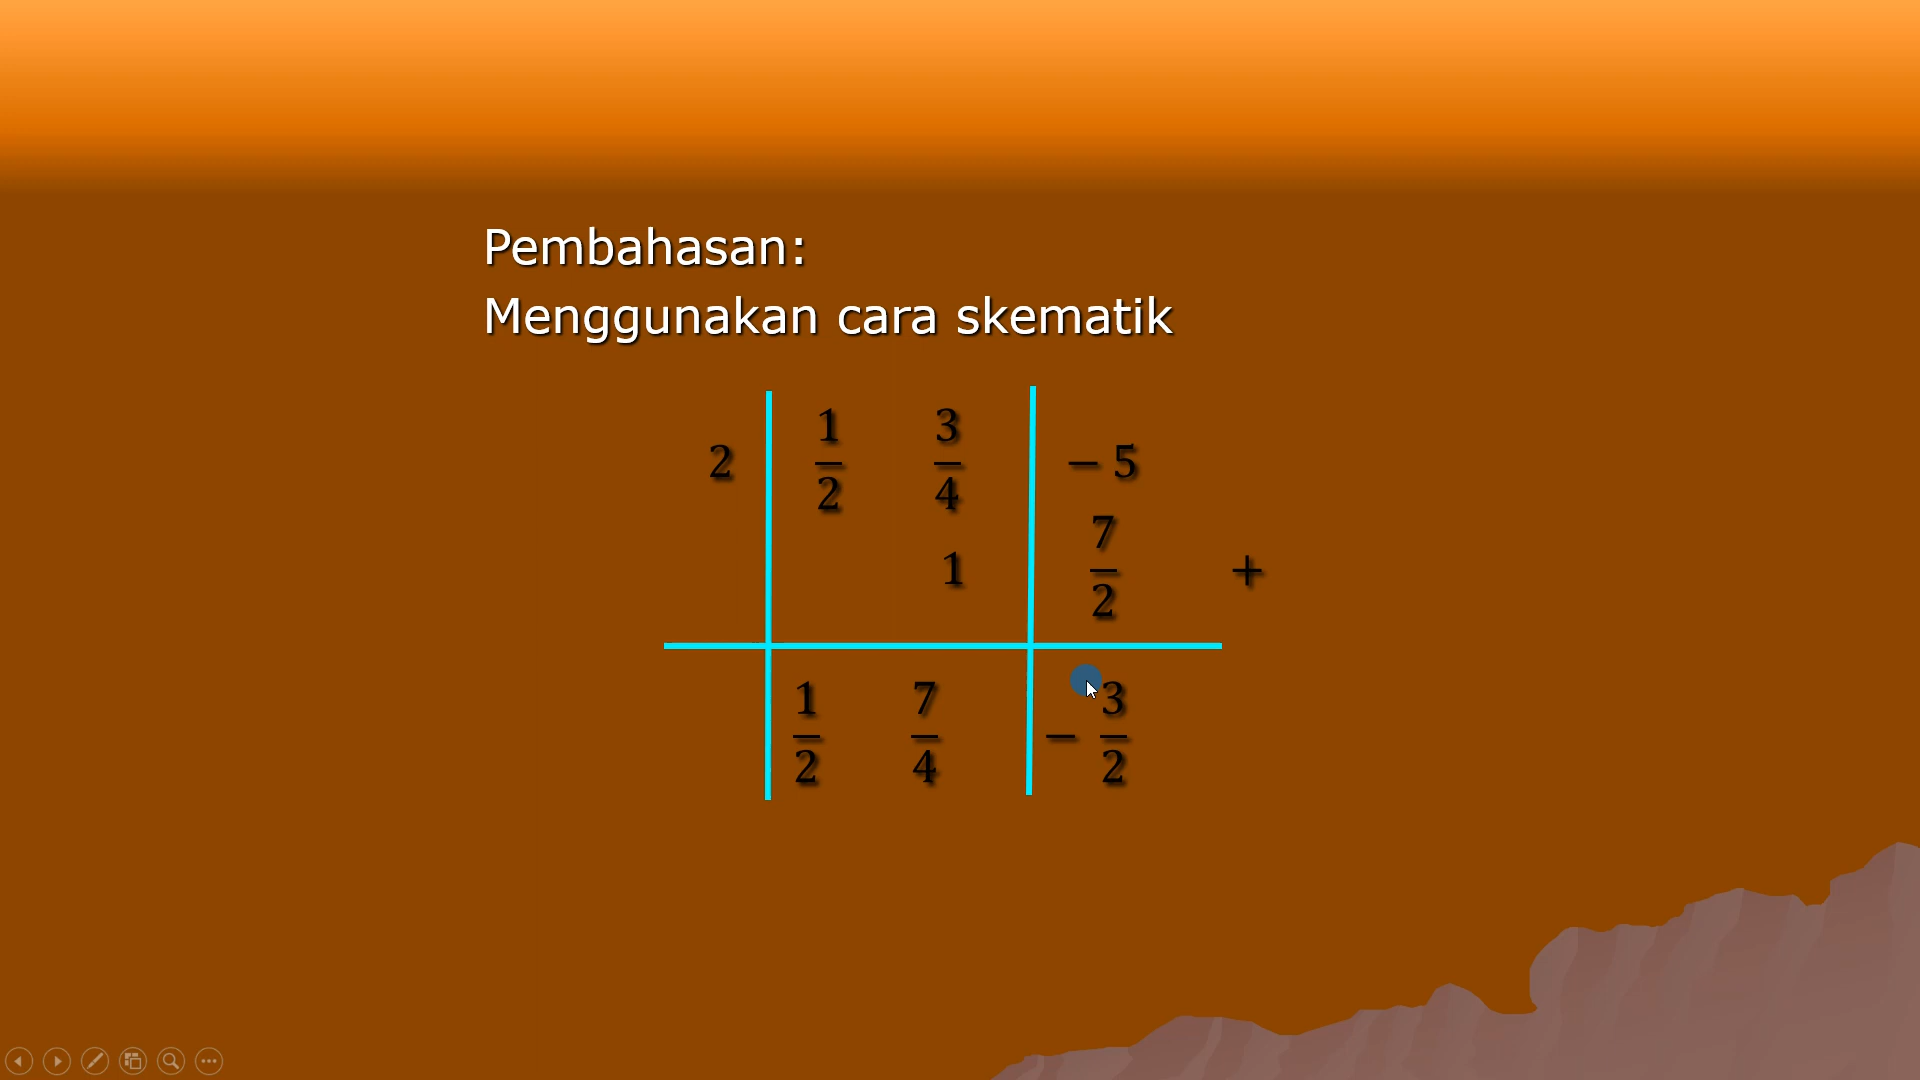 Pembahasan:
Menggunakan cara skematik
2 | 1/2 3/4 | − 5
1 | 7/2 +
1/2 7/4 | − 3/2